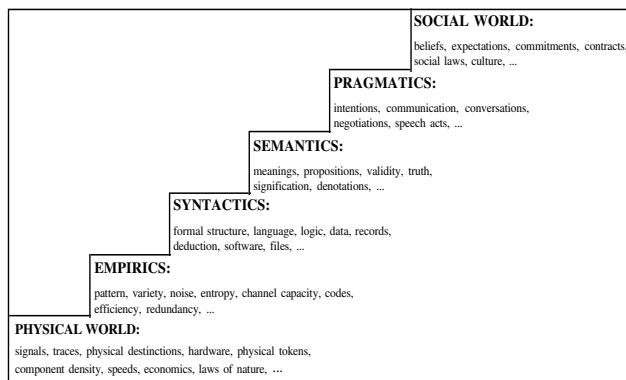 SOCIAL WORLD:
beliefs, expectations, commitments, contracts,
social laws, culture, ...
PRAGMATICS:
intentions, communication, conversations,
negotiations, speech acts, ...
SEMANTICS:
meanings, propositions, validity, truth,
signification, denotations, ...
SYNTACTICS:
formal structure, language, logic, data, records,
deduction, software, files, ...
EMPIRICS:
pattern, variety, noise, entropy, channel capacity, codes,
efficiency, redundancy, ...
PHYSICAL WORLD:
signals, traces, physical destinctions, hardware, physical tokens,
component density, speeds, economics, laws of nature, ...